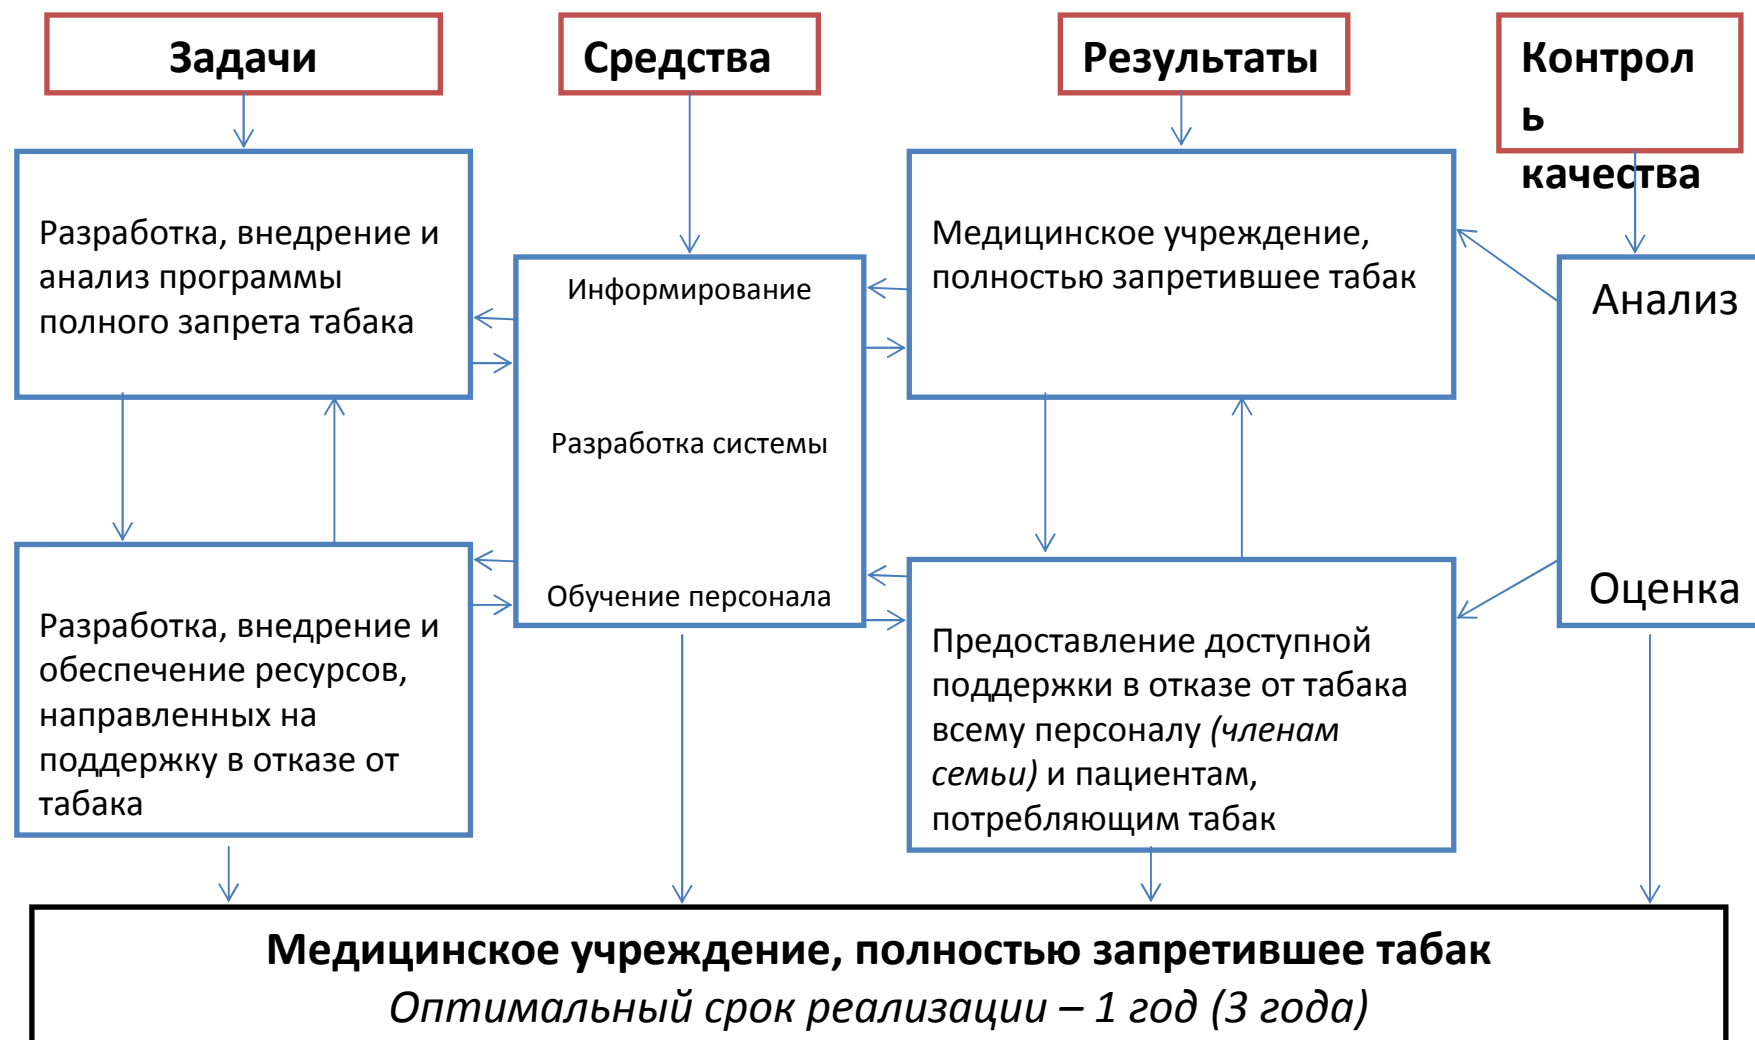 Задачи
Средства
Результаты
Контрол
ь
качества
Разработка, внедрение и
анализ программы
полного запрета табака
Информирование
Разработка системы
Обучение персонала
Медицинское учреждение,
полностью запретившее табак
Анализ
Оценка
Разработка, внедрение и
обеспечение ресурсов,
направленных на
поддержку в отказе от
табака
Предоставление доступной
поддержки в отказе от табака
всему персоналу (членам
семьи) и пациентам,
потребляющим табак
Медицинское учреждение, полностью запретившее табак
Оптимальный срок реализации – 1 год (3 года)